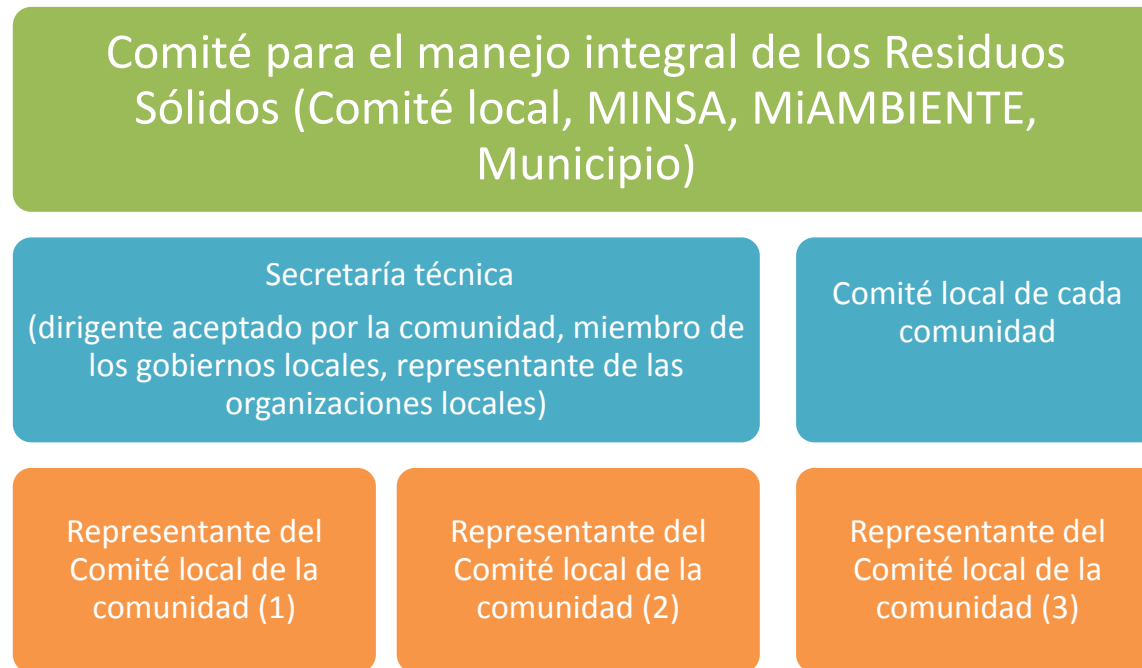 Comité para el manejo integral de los Residuos
Sólidos (Comité local, MINSA, MiAMBIENTE,
Municipio)
Secretaría técnica
(dirigente aceptado por la comunidad, miembro de
los gobiernos locales, representante de las
organizaciones locales)
Comité local de cada
comunidad
Representante del
Comité local de la
comunidad (1)
Representante del
Comité local de la
comunidad (2)
Representante del
Comité local de la
comunidad (3)